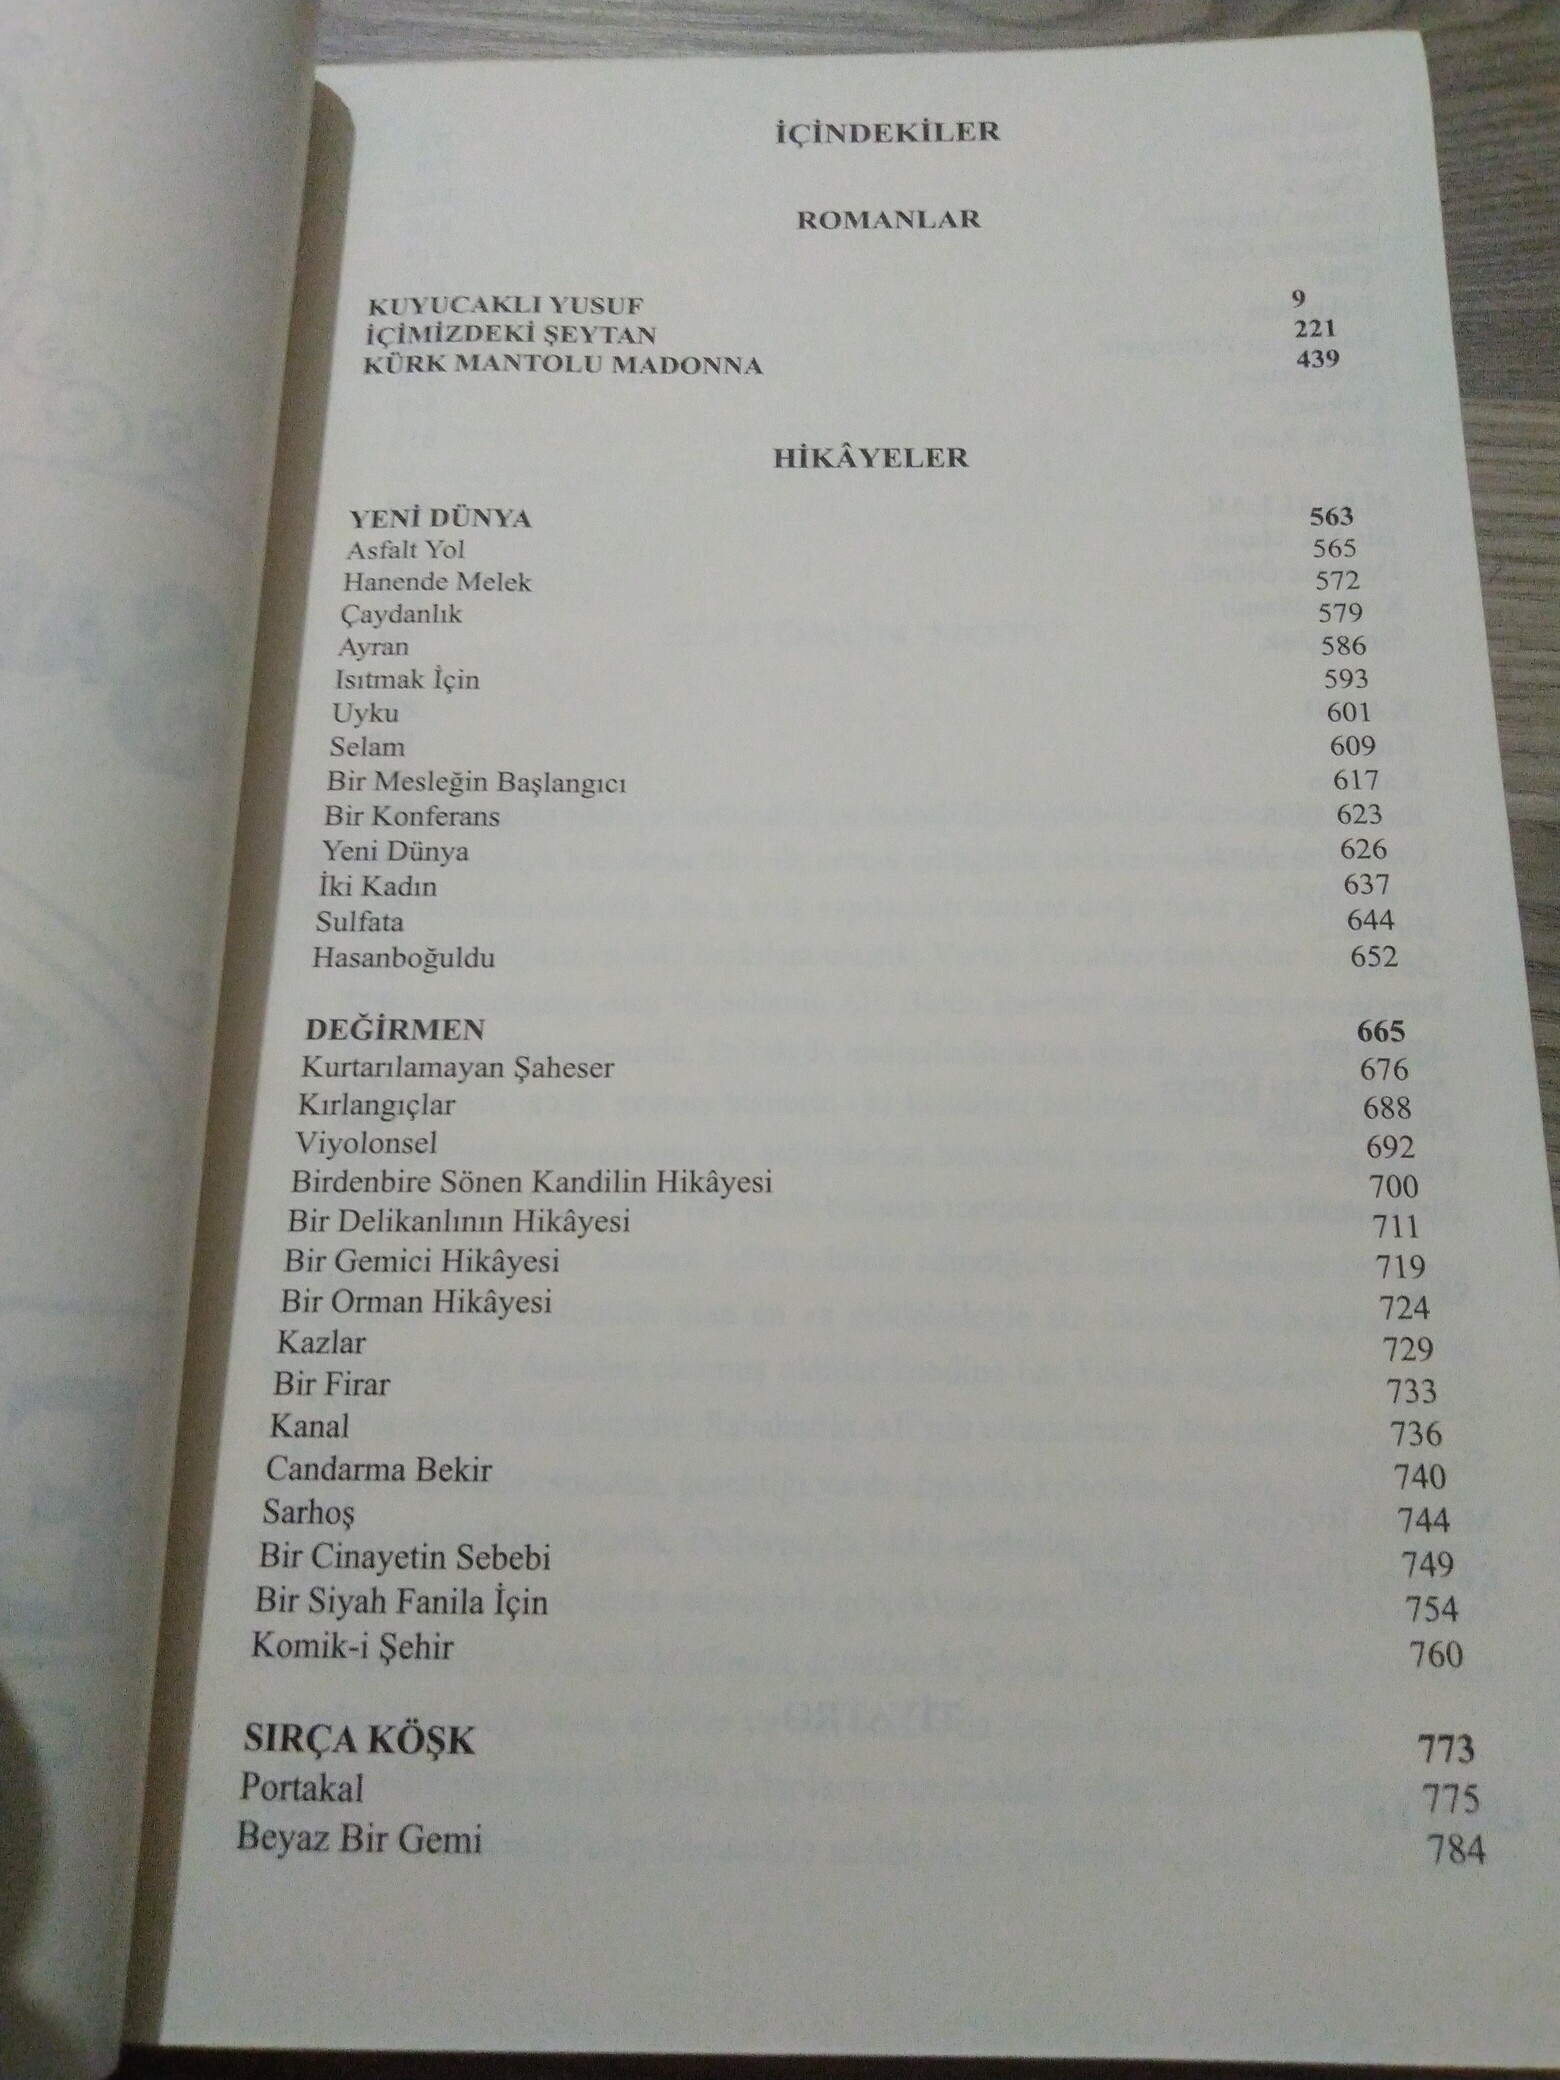 İÇİNDEKİLER
ROMANLAR
KUYUCAKLI YUSUF 9
İÇİMİZDEKİ ŞEYTAN 221
KÜRK MANTOLU MADONNA 439
HİKÂYELER
YENİ DÜNYA 563
Asfalt Yol 565
Hanende Melek 572
Çaydanlık 579
Ayran 586
Isıtmak İçin 593
Uyku 601
Selam 609
Bir Mesleğin Başlangıcı 617
Bir Konferans 623
Yeni Dünya 626
İki Kadın 637
Sulfata 644
Hasanboğuldu 652
DEĞİRMEN 665
Kurtarılamayan Şaheser 676
Kırlangıçlar 688
Viyolonsel 692
Birdenbire Sönen Kandilin Hikâyesi 700
Bir Delikanlının Hikâyesi 711
Bir Gemici Hikâyesi 719
Bir Orman Hikâyesi 724
Kazlar 729
Bir Firar 733
Kanal 736
Candarma Bekir 740
Sarhoş 744
Bir Cinayetin Sebebi 749
Bir Siyah Fanila İçin 754
Komik-i Şehir 760
SIRÇA KÖŞK 773
Portakal 775
Beyaz Bir Gemi 784